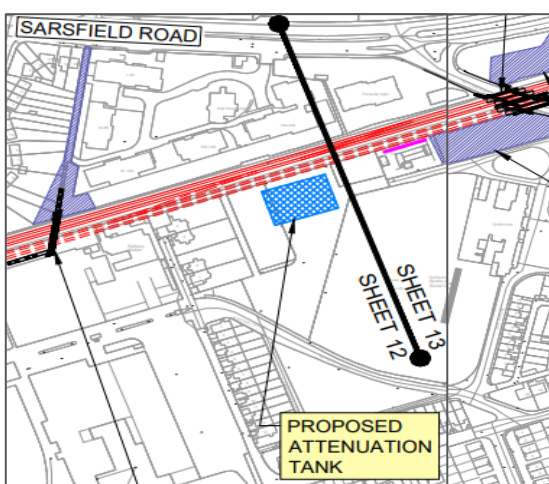 SARSFIELD ROAD
SHEET 13
SHEET 12
PROPOSED
ATTENUATION
TANK